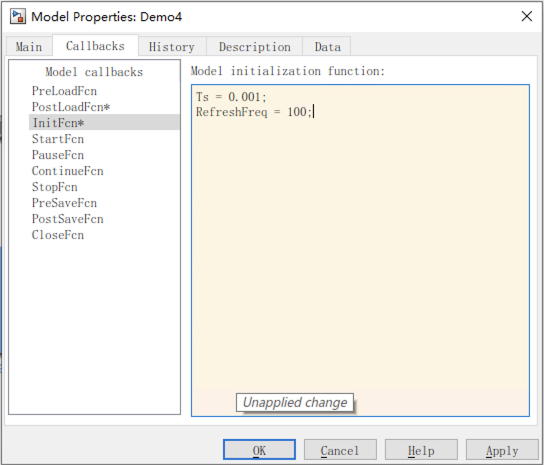 Model Properties: Demo4
Main Callbacks History Description Data
Model callbacks
PreLoadFcn
PostLoadFcn*
InitFcn*
StartFcn
PauseFcn
ContinueFcn
StopFcn
PreSaveFcn
PostSaveFcn
CloseFcn
Model initialization function:
Ts = 0.001;
RefreshFreq = 100;
Unapplied change
OK Cancel Help Apply